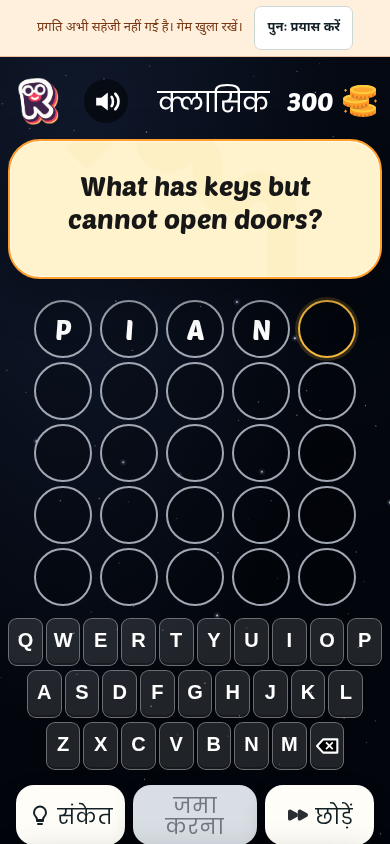 प्रगति अभी सहेजी नहीं गई है। गेम खुला रखें।
पुनः प्रयास करें
R
क्लासिक
300
What has keys but
cannot open doors?
P I A N
Q W E R T Y U I O P
A S D F G H J K L
Z X C V B N M
संकेत
जमा
करना
छोड़ें